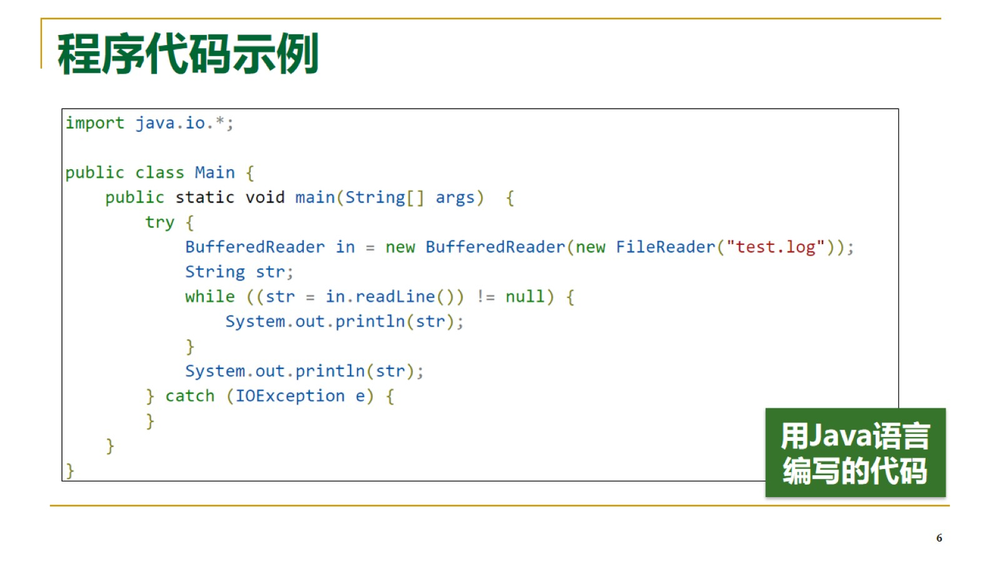 程序代码示例
import java.io.*;
public class Main {
    public static void main(String[] args)  {
        try {
            BufferedReader in = new BufferedReader(new FileReader("test.log"));
            String str;
            while ((str = in.readLine()) != null) {
                System.out.println(str);
            }
            System.out.println(str);
        } catch (IOException e) {
        }
    }
}
用Java语言
编写的代码
6